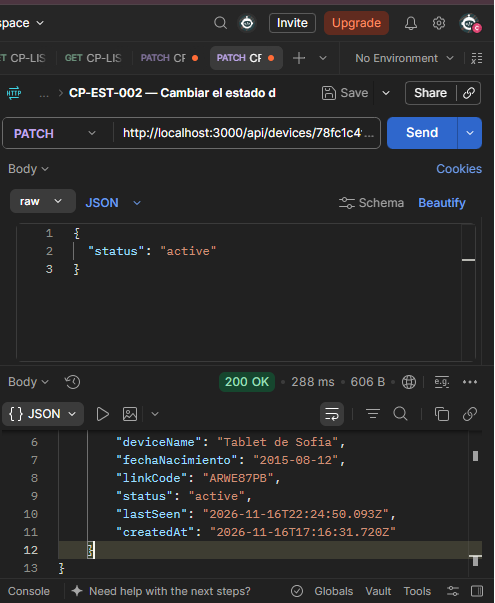 space
Invite
Upgrade
T CP-LIS
GET CP-LIS
PATCH CF
PATCH CF
No Environment
HTTP
... > CP-EST-002 — Cambiar el estado d
Save
Share
PATCH
http://localhost:3000/api/devices/78fc1c4...
Send
Body
Cookies
raw
JSON
Schema
Beautify
1 {
2 "status": "active"
3 }
Body
200 OK • 288 ms • 606 B
e.g.
{} JSON
6 "deviceName": "Tablet de Sofia",
7 "fechaNacimiento": "2015-08-12",
8 "linkCode": "ARWE87PB",
9 "status": "active",
10 "lastSeen": "2026-11-16T22:24:50.093Z",
11 "createdAt": "2026-11-16T17:16:31.720Z"
12 }
13 }
Console
Need help with the next steps?
Globals
Vault
Tools